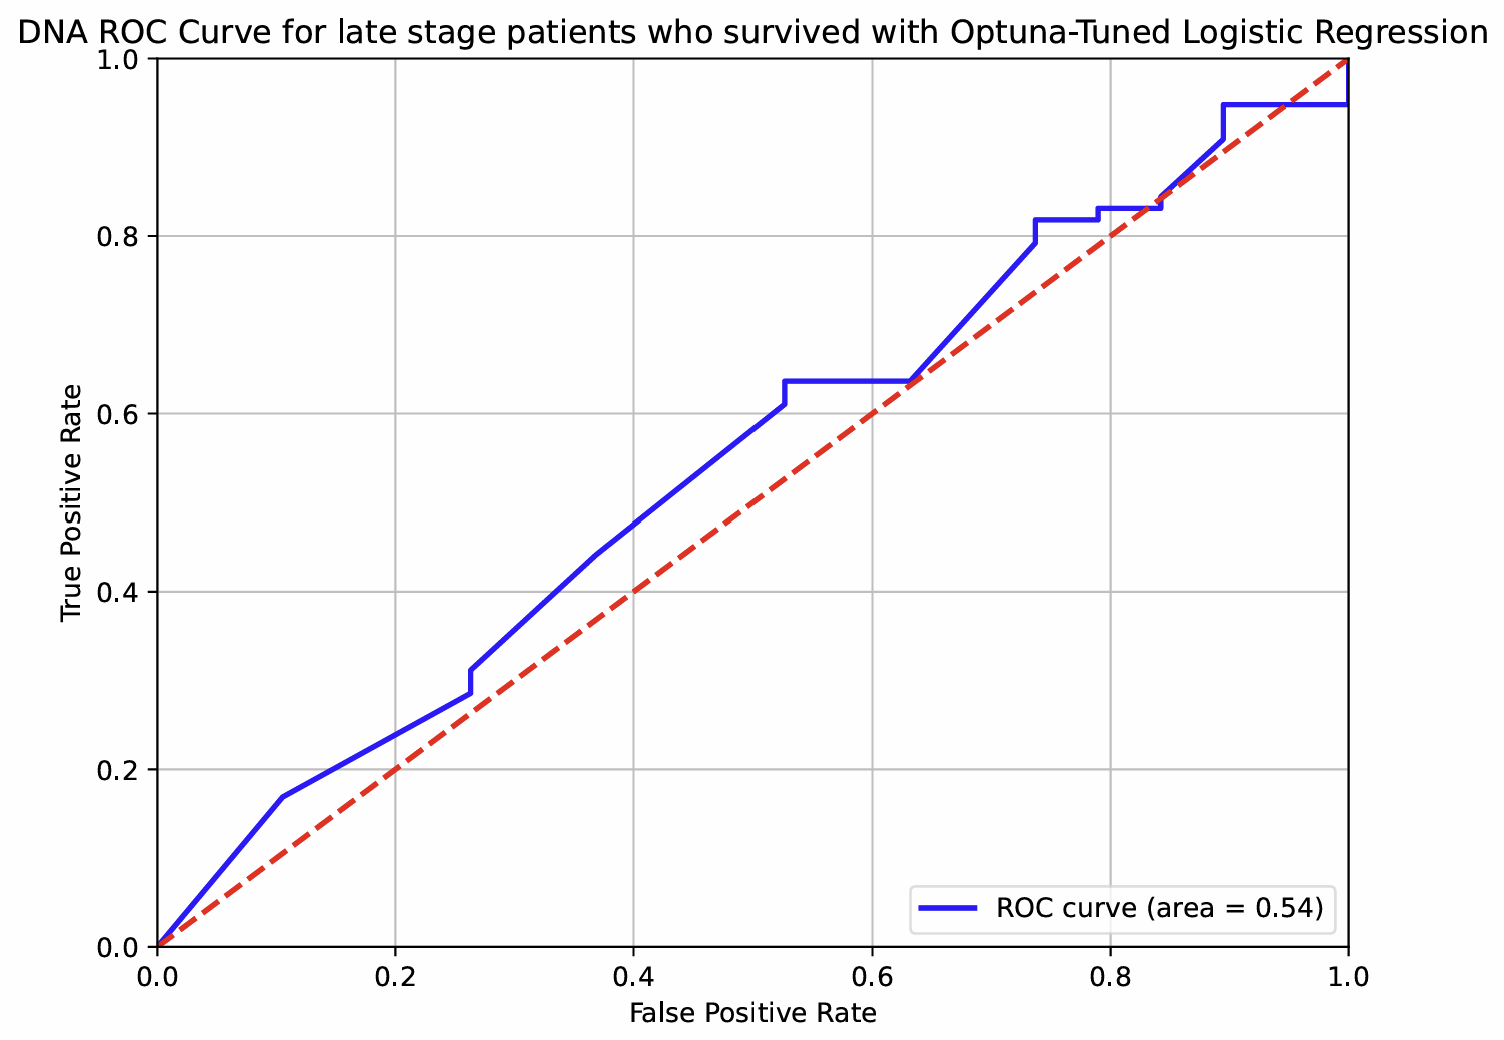 DNA ROC Curve for late stage patients who survived with Optuna-Tuned Logistic Regression
1.0
0.8
0.6
0.4
0.2
0.0
True Positive Rate
ROC curve (area = 0.54)
0.0 0.2 0.4 0.6 0.8 1.0
False Positive Rate